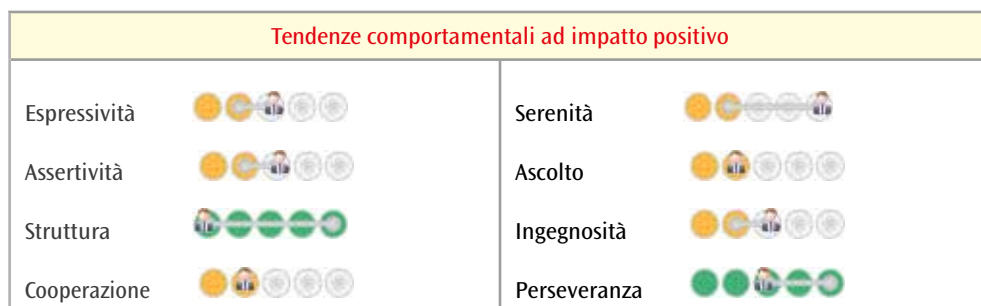 Tendenze comportamentali ad impatto positivo
Espressività
Serenità
Assertività
Ascolto
Struttura
Ingegnosità
Cooperazione
Perseveranza